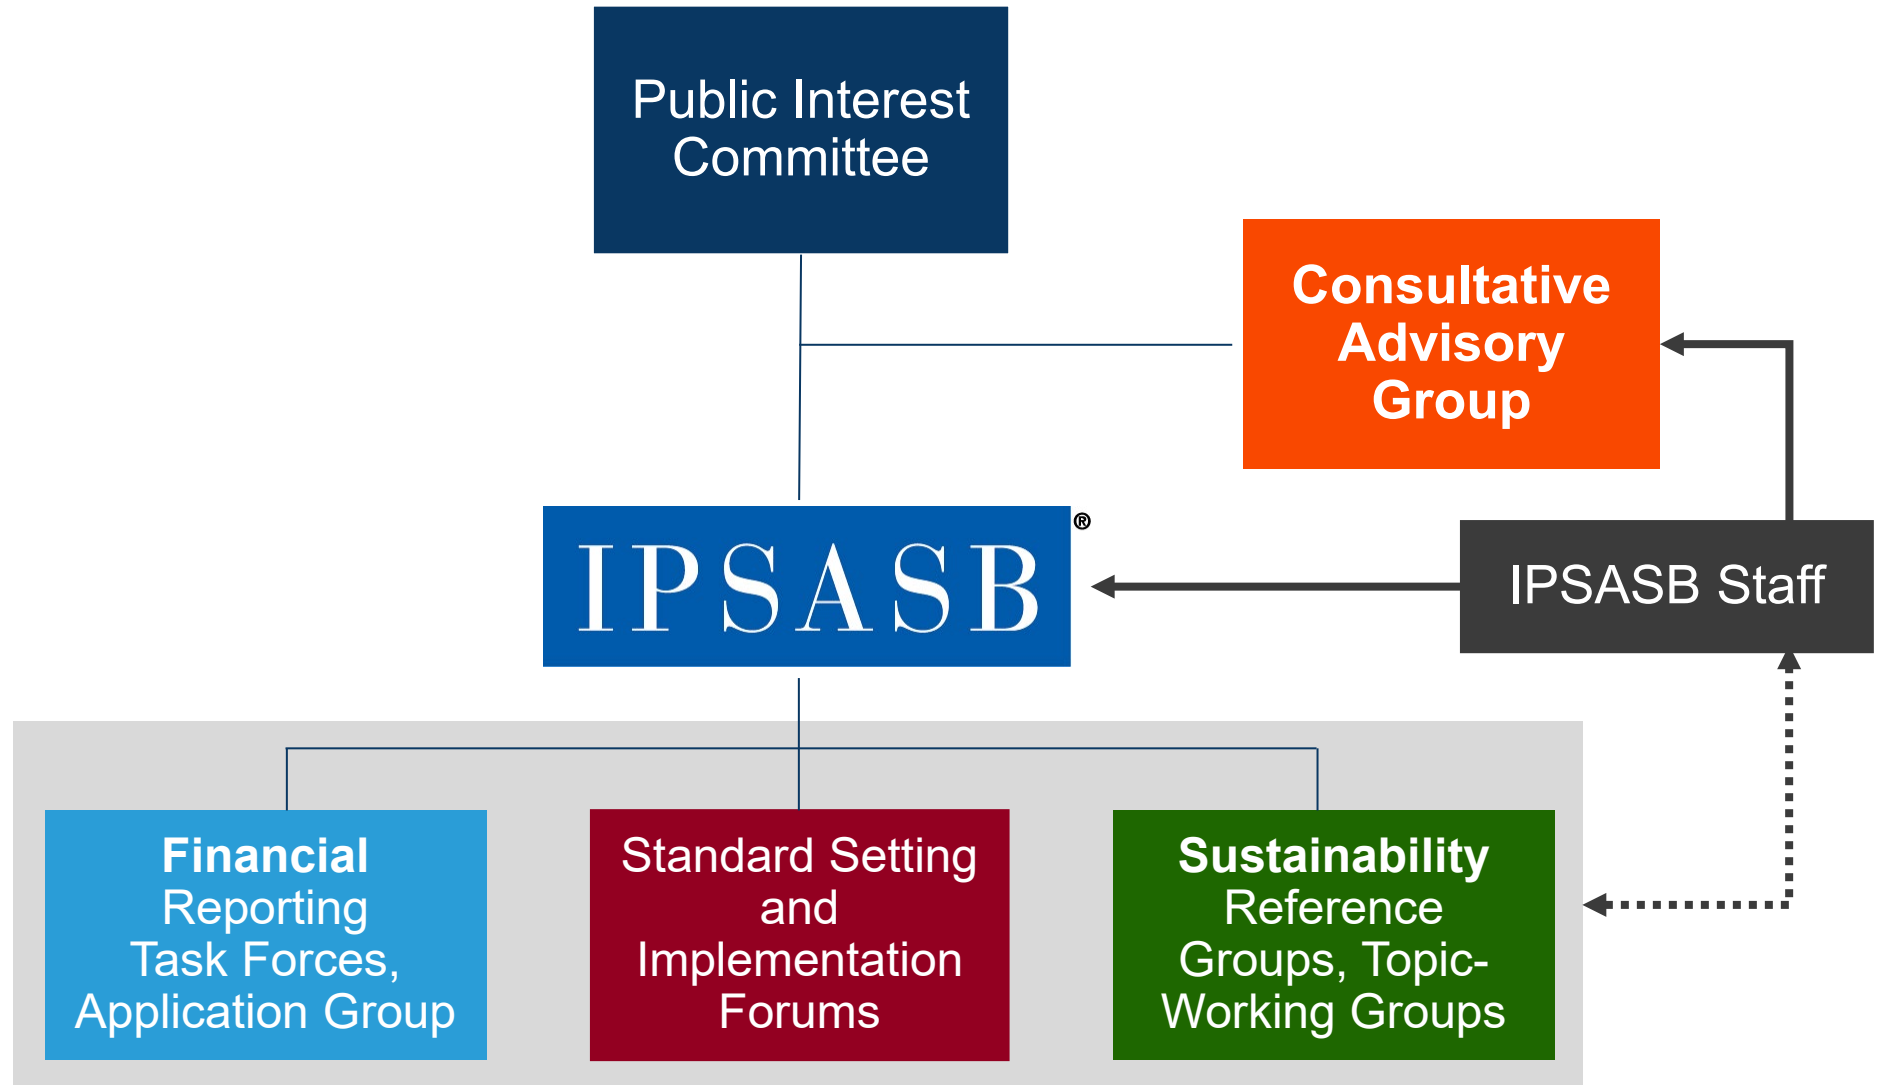 Public Interest
Committee
Consultative
Advisory
Group
IPSASB®
IPSASB Staff
Financial
Reporting
Task Forces,
Application Group
Standard Setting
and
Implementation
Forums
Sustainability
Reference
Groups, Topic-
Working Groups